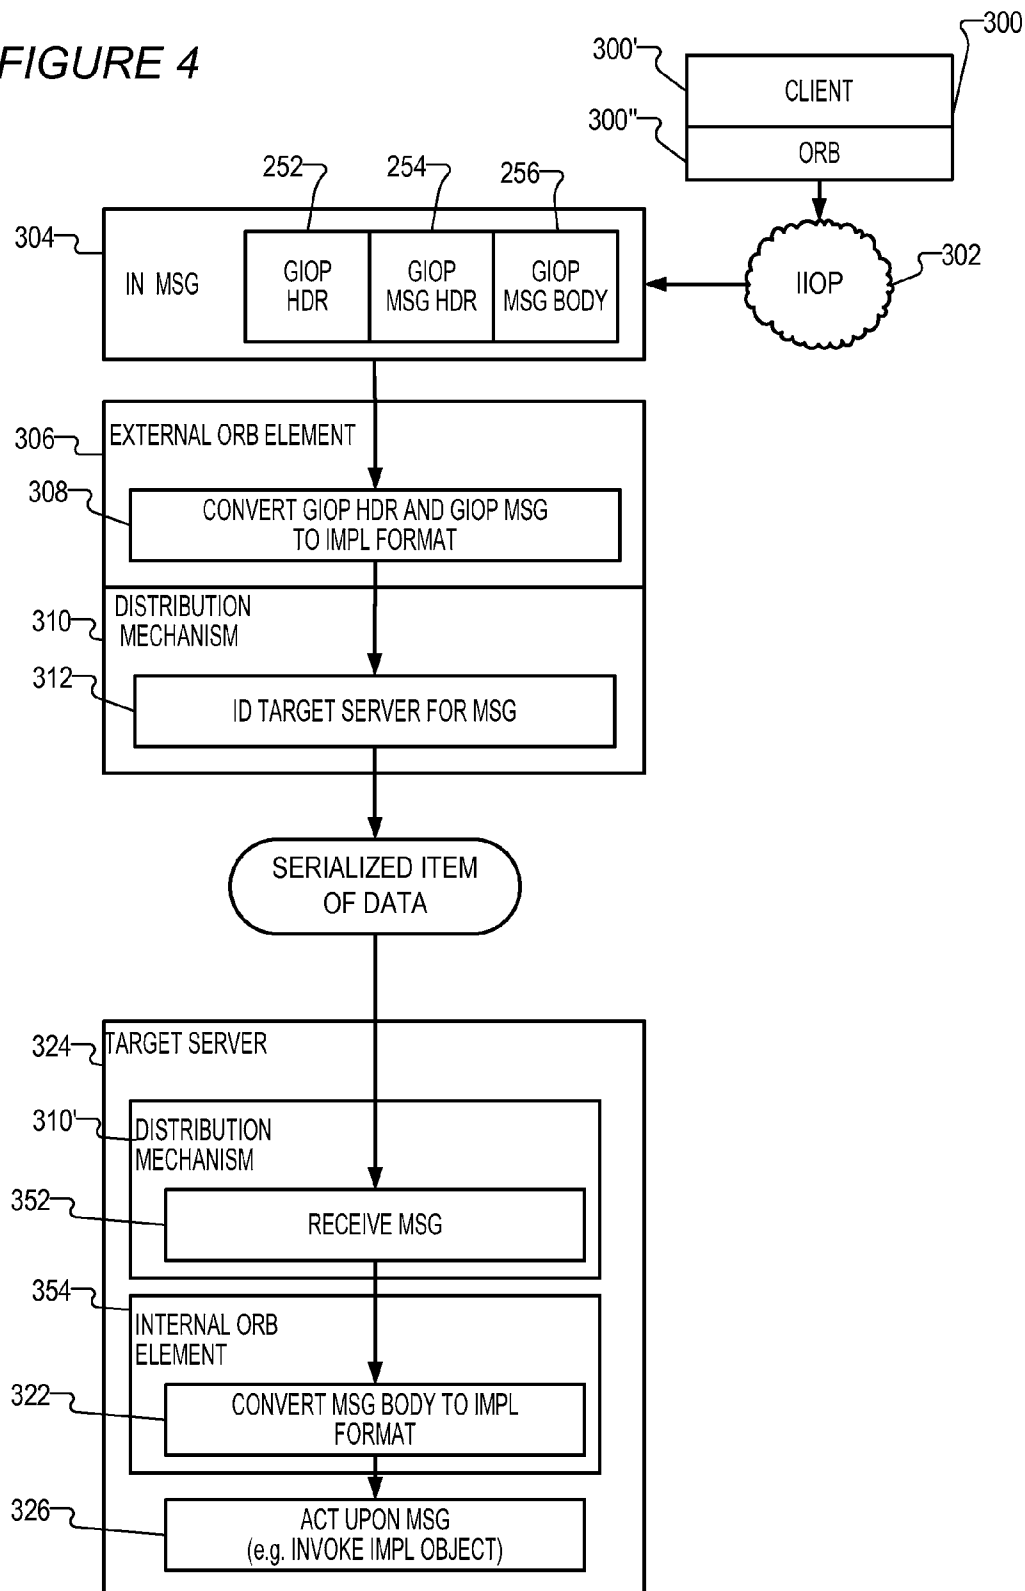 FIGURE 4
300
300'
CLIENT
300"
ORB
252
254
256
304
IN MSG
GIOP
HDR
GIOP
MSG HDR
GIOP
MSG BODY
IIOP
302
306
EXTERNAL ORB ELEMENT
308
CONVERT GIOP HDR AND GIOP MSG
TO IMPL FORMAT
310
DISTRIBUTION
MECHANISM
312
ID TARGET SERVER FOR MSG
SERIALIZED ITEM
OF DATA
324
TARGET SERVER
310'
DISTRIBUTION
MECHANISM
352
RECEIVE MSG
354
INTERNAL ORB
ELEMENT
322
CONVERT MSG BODY TO IMPL
FORMAT
326
ACT UPON MSG
(e.g. INVOKE IMPL OBJECT)